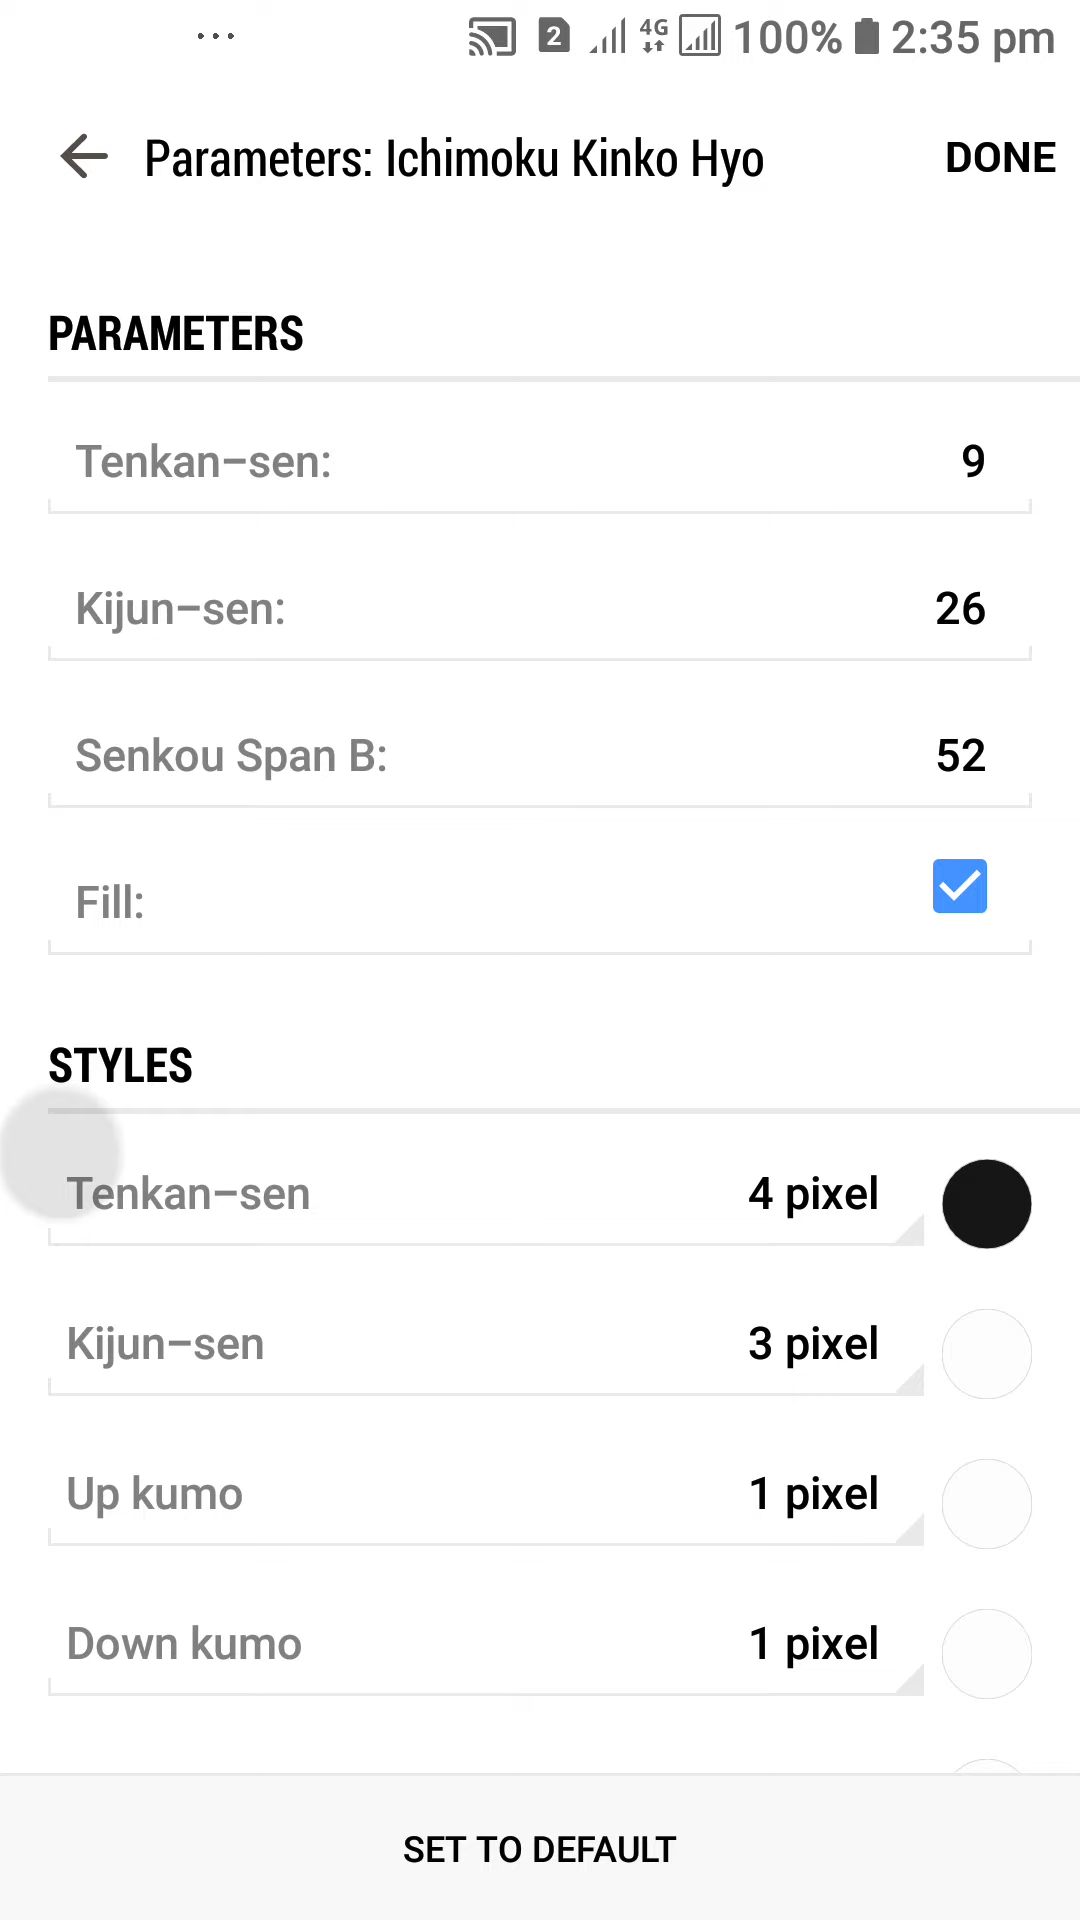 2 4G 100% 2:35 pm
Parameters: Ichimoku Kinko Hyo DONE
PARAMETERS
Tenkan-sen: 9
Kijun-sen: 26
Senkou Span B: 52
Fill:
STYLES
Tenkan-sen 4 pixel
Kijun-sen 3 pixel
Up kumo 1 pixel
Down kumo 1 pixel
SET TO DEFAULT